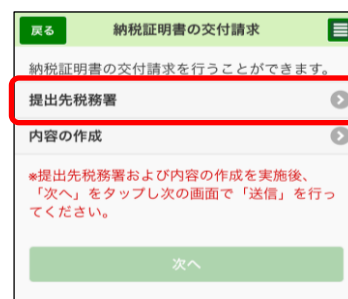 戻る 納税証明書の交付請求
納税証明書の交付請求を行うことができます。
提出先税務署
内容の作成
*提出先税務署および内容の作成を実施後、
「次へ」をタップし次の画面で「送信」を行っ
てください。
次へ